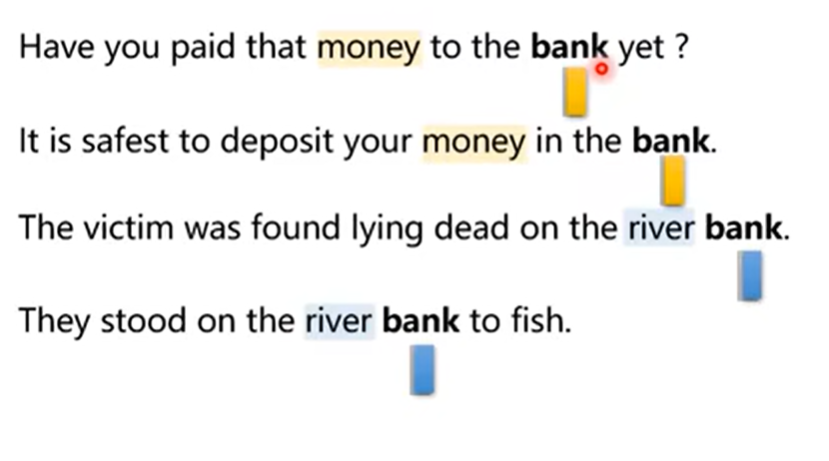 Have you paid that money to the bank yet ?
It is safest to deposit your money in the bank.
The victim was found lying dead on the river bank.
They stood on the river bank to fish.